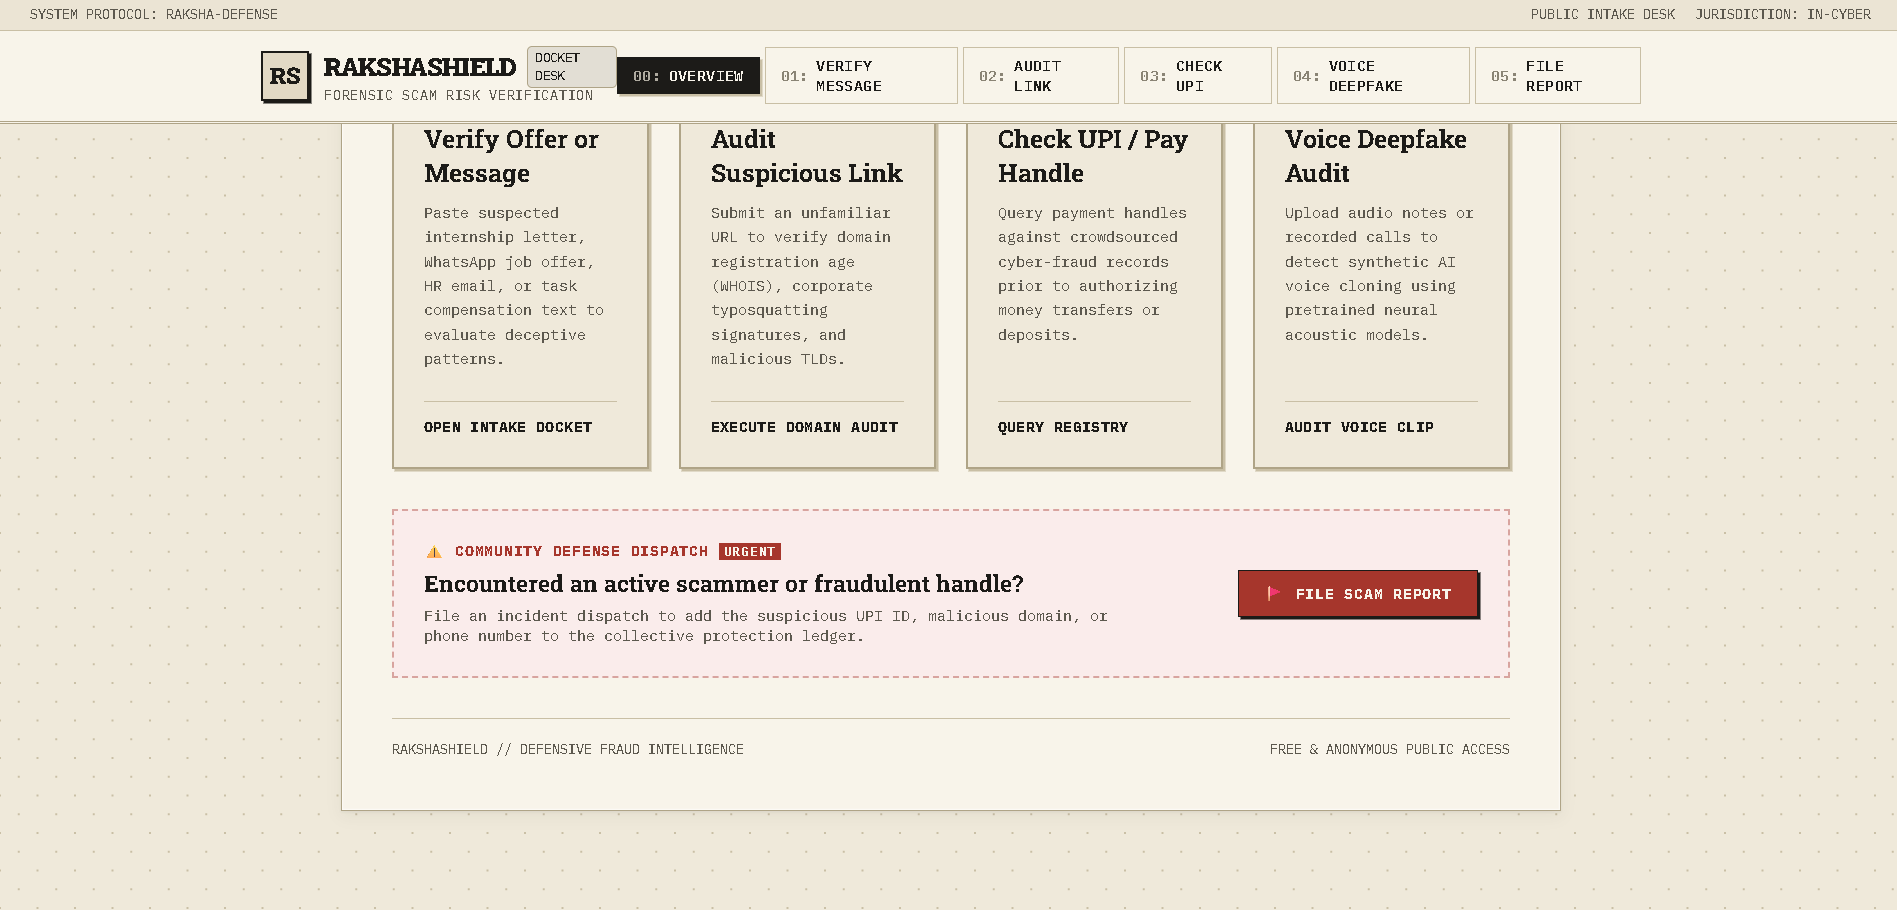 SYSTEM PROTOCOL: RAKSHA-DEFENSE
PUBLIC INTAKE DESK
JURISDICTION: IN-CYBER
RS
RAKSHASHIELD
DOCKET
DESK
FORENSIC SCAM RISK VERIFICATION
00: OVERVIEW
01: VERIFY
MESSAGE
02: AUDIT
LINK
03: CHECK
UPI
04: VOICE
DEEPFAKE
05: FILE
REPORT
Verify Offer or
Message
Paste suspected
internship letter,
WhatsApp job offer,
HR email, or task
compensation text to
evaluate deceptive
patterns.
OPEN INTAKE DOCKET
Audit
Suspicious Link
Submit an unfamiliar
URL to verify domain
registration age
(WHOIS), corporate
typosquatting
signatures, and
malicious TLDs.
EXECUTE DOMAIN AUDIT
Check UPI / Pay
Handle
Query payment handles
against crowdsourced
cyber-fraud records
prior to authorizing
money transfers or
deposits.
QUERY REGISTRY
Voice Deepfake
Audit
Upload audio notes or
recorded calls to
detect synthetic AI
voice cloning using
pretrained neural
acoustic models.
AUDIT VOICE CLIP
COMMUNITY DEFENSE DISPATCH URGENT
Encountered an active scammer or fraudulent handle?
File an incident dispatch to add the suspicious UPI ID, malicious domain, or
phone number to the collective protection ledger.
FILE SCAM REPORT
RAKSHASHIELD // DEFENSIVE FRAUD INTELLIGENCE
FREE & ANONYMOUS PUBLIC ACCESS